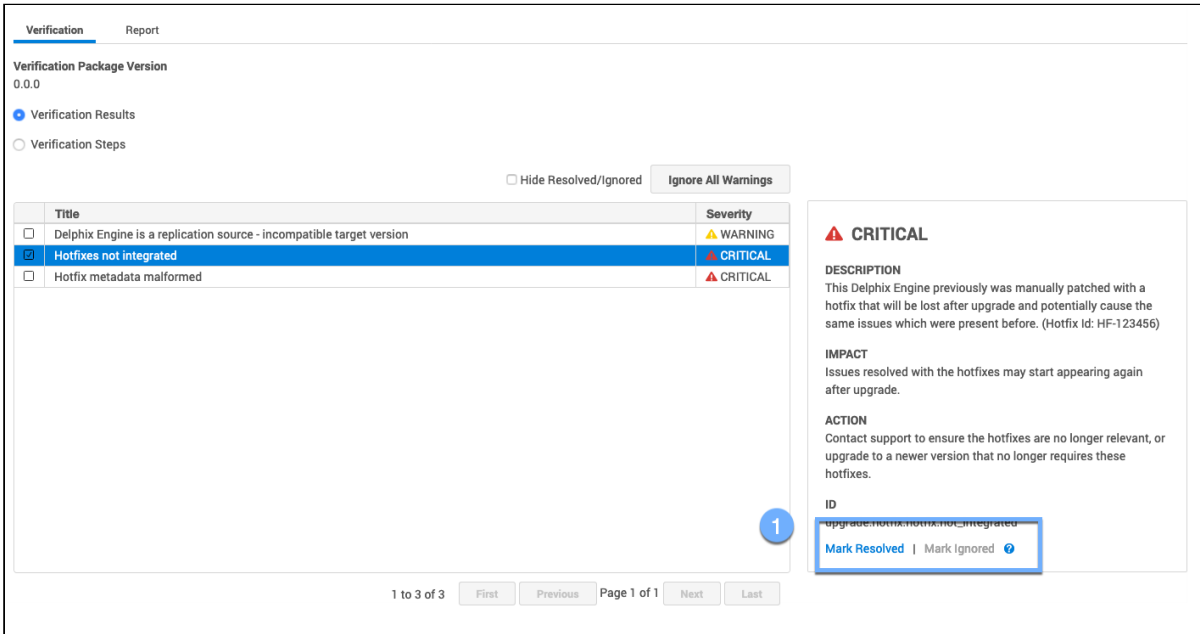 Verification Report
Verification Package Version
0.0.0
Verification Results
Verification Steps
Hide Resolved/Ignored Ignore All Warnings
Title Severity
Delphix Engine is a replication source - incompatible target version WARNING
Hotfixes not integrated CRITICAL
Hotfix metadata malformed CRITICAL
CRITICAL
DESCRIPTION
This Delphix Engine previously was manually patched with a
hotfix that will be lost after upgrade and potentially cause the
same issues which were present before. (Hotfix Id: HF-123456)
IMPACT
Issues resolved with the hotfixes may start appearing again
after upgrade.
ACTION
Contact support to ensure the hotfixes are no longer relevant, or
upgrade to a newer version that no longer requires these
hotfixes.
ID
upgrade.hotfix.hotfix.not_integrated
1
Mark Resolved | Mark Ignored ?
1 to 3 of 3 First Previous Page 1 of 1 Next Last